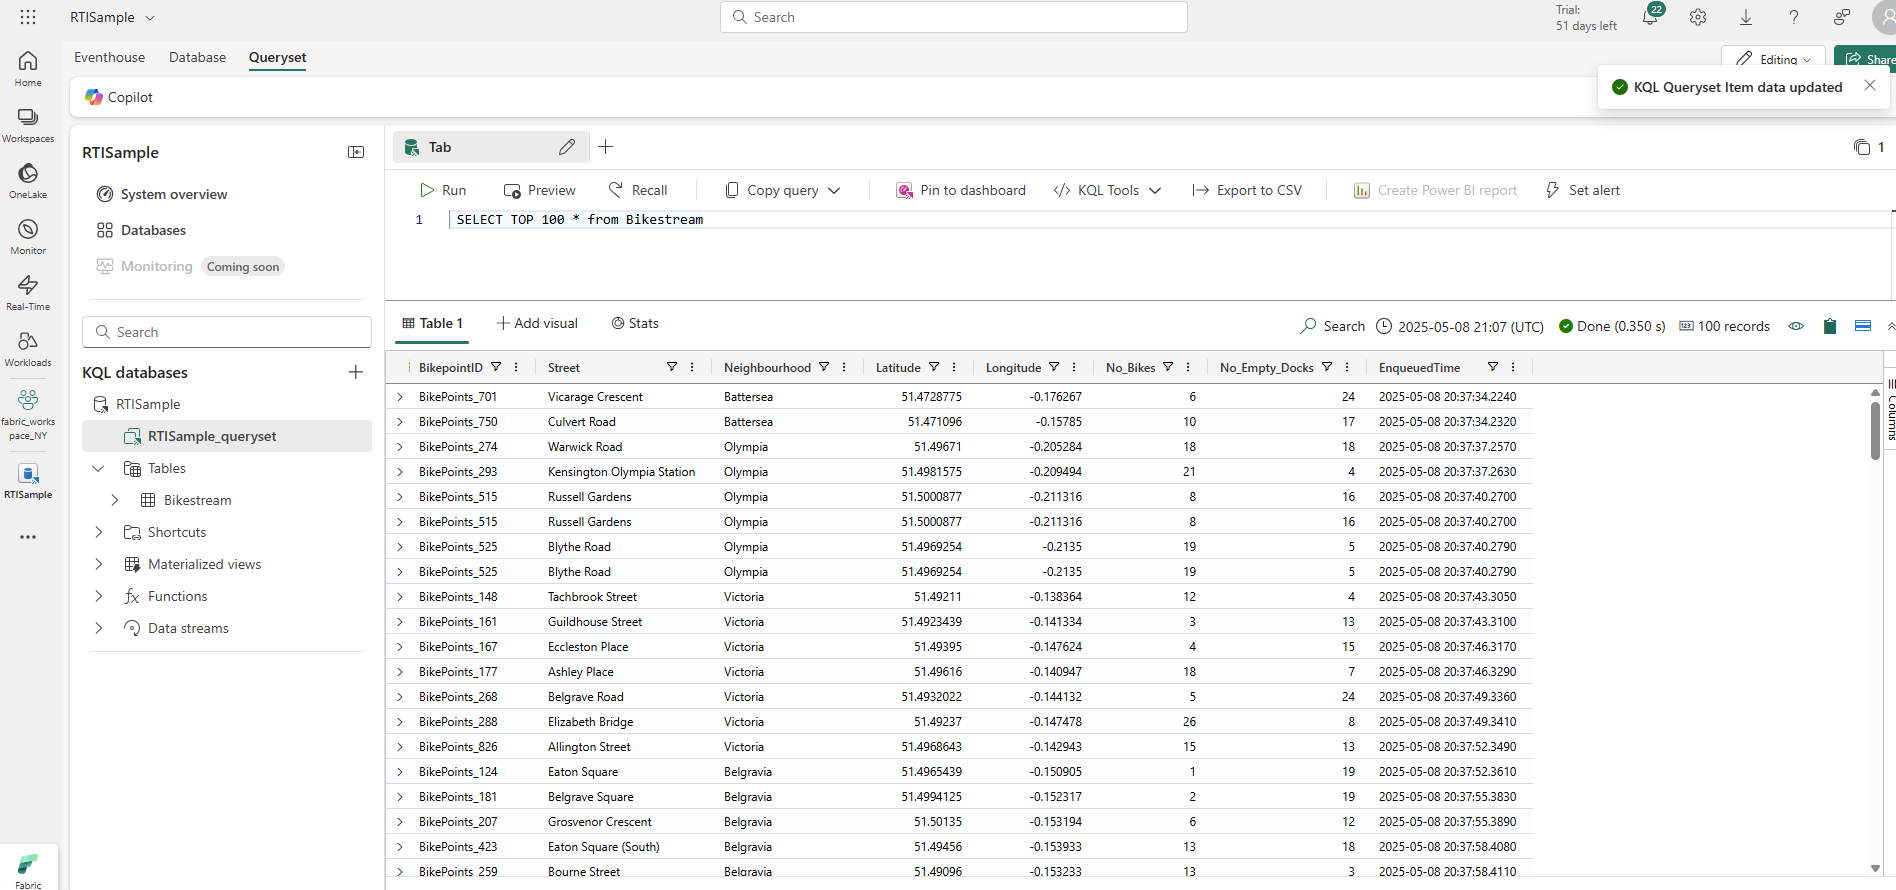 RTISample
Search
Trial:
51 days left
22
Home
Workspaces
OneLake
Monitor
Real-Time
Workloads
fabric_works
pace_NY
RTISample
Fabric
Eventhouse Database Queryset
Editing
Share
Copilot
KQL Queryset Item data updated
RTISample
System overview
Databases
Monitoring Coming soon
Search
KQL databases
RTISample
RTISample_queryset
Tables
Bikestream
Shortcuts
Materialized views
Functions
Data streams
Tab
1
Run Preview Recall Copy query Pin to dashboard KQL Tools Export to CSV Create Power BI report Set alert
1 SELECT TOP 100 * from Bikestream
Table 1 Add visual Stats
Search 2025-05-08 21:07 (UTC) Done (0.350 s) 100 records
Columns
BikepointID Street Neighbourhood Latitude Longitude No_Bikes No_Empty_Docks EnqueuedTime
BikePoints_701 Vicarage Crescent Battersea 51.4728775 -0.176267 6 24 2025-05-08 20:37:34.2240
BikePoints_750 Culvert Road Battersea 51.471096 -0.15785 10 17 2025-05-08 20:37:34.2320
BikePoints_274 Warwick Road Olympia 51.49671 -0.205284 18 18 2025-05-08 20:37:37.2570
BikePoints_293 Kensington Olympia Station Olympia 51.4981575 -0.209494 21 4 2025-05-08 20:37:37.2630
BikePoints_515 Russell Gardens Olympia 51.5000877 -0.211316 8 16 2025-05-08 20:37:40.2700
BikePoints_515 Russell Gardens Olympia 51.5000877 -0.211316 8 16 2025-05-08 20:37:40.2700
BikePoints_525 Blythe Road Olympia 51.4969254 -0.2135 19 5 2025-05-08 20:37:40.2790
BikePoints_525 Blythe Road Olympia 51.4969254 -0.2135 19 5 2025-05-08 20:37:40.2790
BikePoints_148 Tachbrook Street Victoria 51.49211 -0.138364 12 4 2025-05-08 20:37:43.3050
BikePoints_161 Guildhouse Street Victoria 51.4923439 -0.141334 3 13 2025-05-08 20:37:43.3100
BikePoints_167 Eccleston Place Victoria 51.49395 -0.147624 4 15 2025-05-08 20:37:46.3170
BikePoints_177 Ashley Place Victoria 51.49616 -0.140947 18 7 2025-05-08 20:37:46.3290
BikePoints_268 Belgrave Road Victoria 51.4932022 -0.144132 5 24 2025-05-08 20:37:49.3360
BikePoints_288 Elizabeth Bridge Victoria 51.49237 -0.147478 26 8 2025-05-08 20:37:49.3410
BikePoints_826 Allington Street Victoria 51.4968643 -0.142943 15 13 2025-05-08 20:37:52.3490
BikePoints_124 Eaton Square Belgravia 51.4965439 -0.150905 1 19 2025-05-08 20:37:52.3610
BikePoints_181 Belgrave Square Belgravia 51.4994125 -0.152317 2 19 2025-05-08 20:37:55.3830
BikePoints_207 Grosvenor Crescent Belgravia 51.50135 -0.153194 6 12 2025-05-08 20:37:55.3890
BikePoints_423 Eaton Square (South) Belgravia 51.49456 -0.153933 13 18 2025-05-08 20:37:58.4080
BikePoints_259 Bourne Street Belgravia 51.49096 -0.153233 13 3 2025-05-08 20:37:58.4110